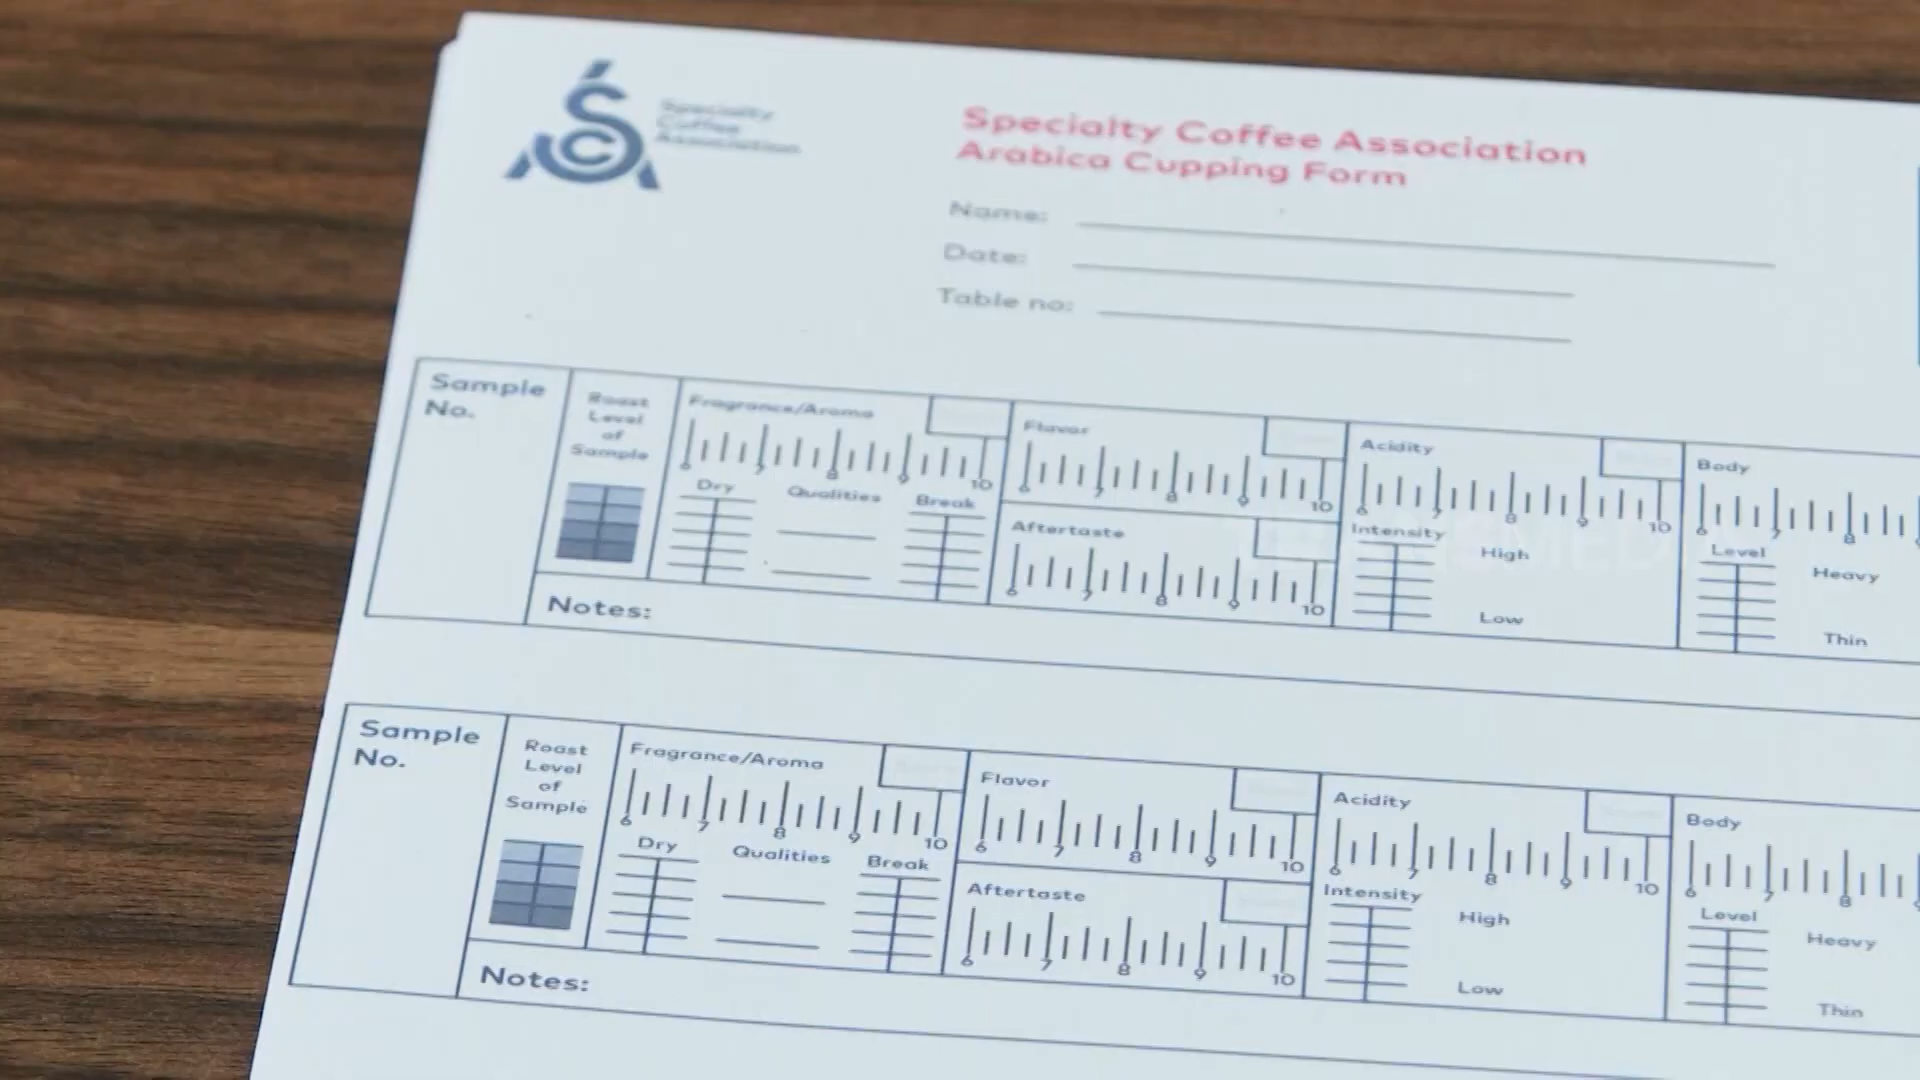 Specialty
Coffee
Association
Specialty Coffee Association
Arabica Cupping Form
Name:
Date:
Table no:
Sample
No.
Roast
Level
of
Sample
Fragrance/Aroma
6 7 8 9 10
Dry Qualities Break
Flavor
6 7 8 9 10
Aftertaste
6 7 8 9 10
Acidity
6 7 8 9 10
Intensity
High
Low
Body
6 7 8
Level
Heavy
Thin
Notes:
Sample
No.
Roast
Level
of
Sample
Fragrance/Aroma
6 7 8 9 10
Dry Qualities Break
Flavor
6 7 8 9 10
Aftertaste
6 7 8 9 10
Acidity
6 7 8 9 10
Intensity
High
Low
Body
6 7 8
Level
Heavy
Thin
Notes: